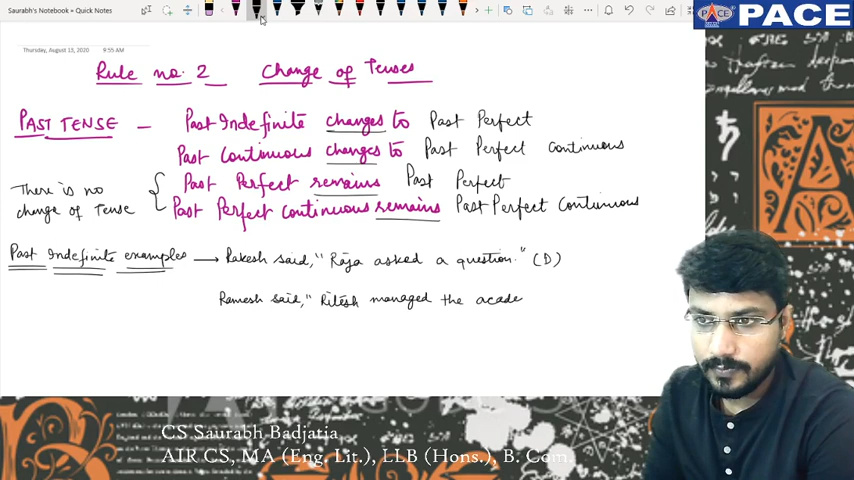 Saurabh's Notebook » Quick Notes
PACE
PACE
Thursday, August 13, 2020 9:55 AM
Rule no. 2 Change of Tenses
PAST TENSE – Past Indefinite changes to Past Perfect
Past Continuous changes to Past Perfect continuous
There is no change of Tense { Past Perfect remains Past Perfect
Past Perfect continuous remains Past Perfect Continuous
Past Indefinite examples → Rakesh said, "Raja asked a question." (D)
Ramesh said, "Ritesh managed the acade
A
CS Saurabh Badjatia
AIR CS, MA (Eng. Lit.), LLB (Hons.), B. Com.